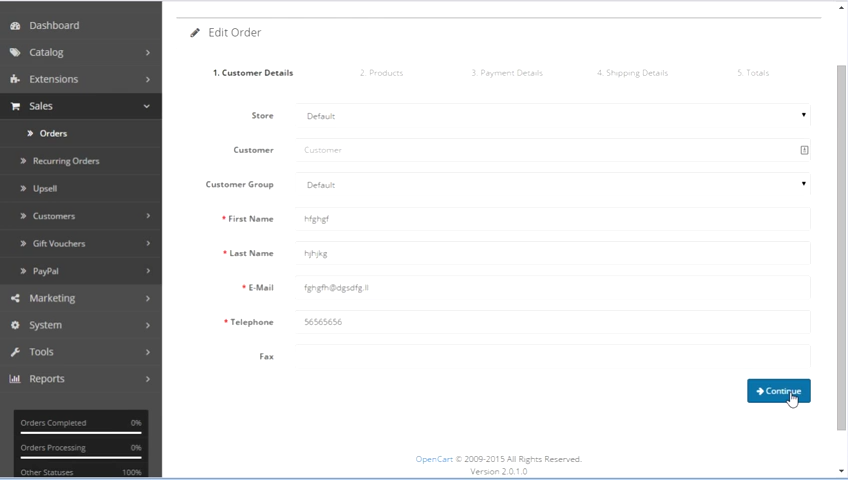 Dashboard
Catalog
Extensions
Sales
Orders
Recurring Orders
Upsell
Customers
Gift Vouchers
PayPal
Marketing
System
Tools
Reports
Orders Completed 0%
Orders Processing 0%
Other Statuses 100%
Edit Order
1. Customer Details 2. Products 3. Payment Details 4. Shipping Details 5. Totals
Store Default
Customer Customer
Customer Group Default
* First Name hfghgf
* Last Name hjhjkg
* E-Mail fghgfh@dgsdfg.ll
* Telephone 56565656
Fax
Continue
OpenCart © 2009-2015 All Rights Reserved.
Version 2.0.1.0